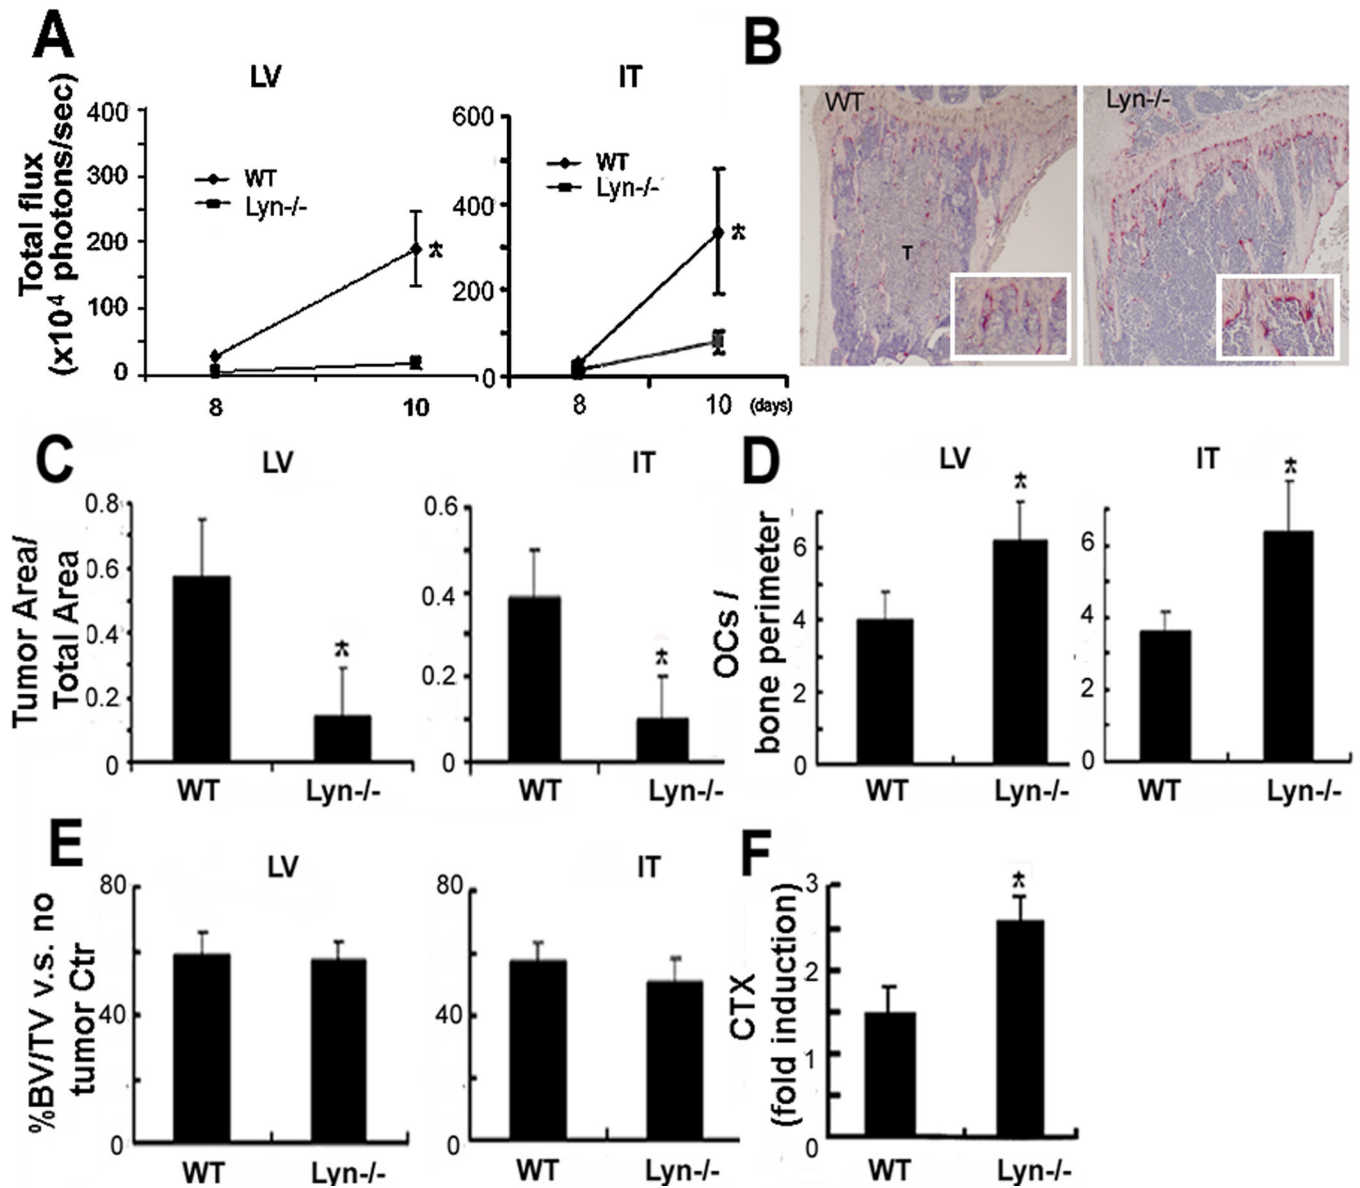 A
LV
Total flux
(x10⁴ photons/sec)
400
300
200
100
0
WT
Lyn-/-
*
8
10
IT
600
400
200
0
WT
Lyn-/-
*
8
10
(days)
B
WT
T
Lyn-/-
C
LV
Tumor Area/
Total Area
0.8
0.6
0.4
0.2
0
*
WT
Lyn-/-
IT
0.6
0.4
0.2
0
*
WT
Lyn-/-
D
LV
OCs /
bone perimeter
6
4
2
0
*
WT
Lyn-/-
IT
6
4
2
0
*
WT
Lyn-/-
E
LV
%BV/TV v.s. no
tumor Ctr
80
40
0
WT
Lyn-/-
IT
80
40
0
WT
Lyn-/-
F
CTX
(fold induction)
3
2
1
0
*
WT
Lyn-/-